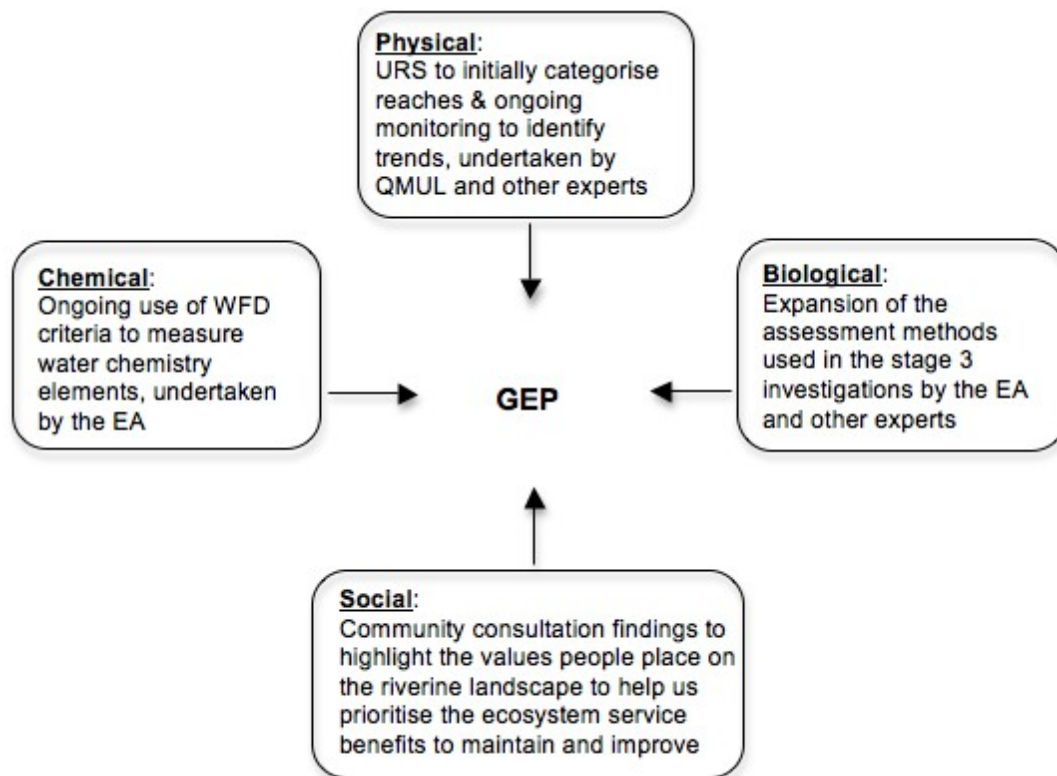 Physical:
URS to initially categorise
reaches & ongoing
monitoring to identify
trends, undertaken by
QMUL and other experts
Chemical:
Ongoing use of WFD
criteria to measure
water chemistry
elements, undertaken
by the EA
GEP
Biological:
Expansion of the
assessment methods
used in the stage 3
investigations by the EA
and other experts
Social:
Community consultation findings to
highlight the values people place on
the riverine landscape to help us
prioritise the ecosystem service
benefits to maintain and improve